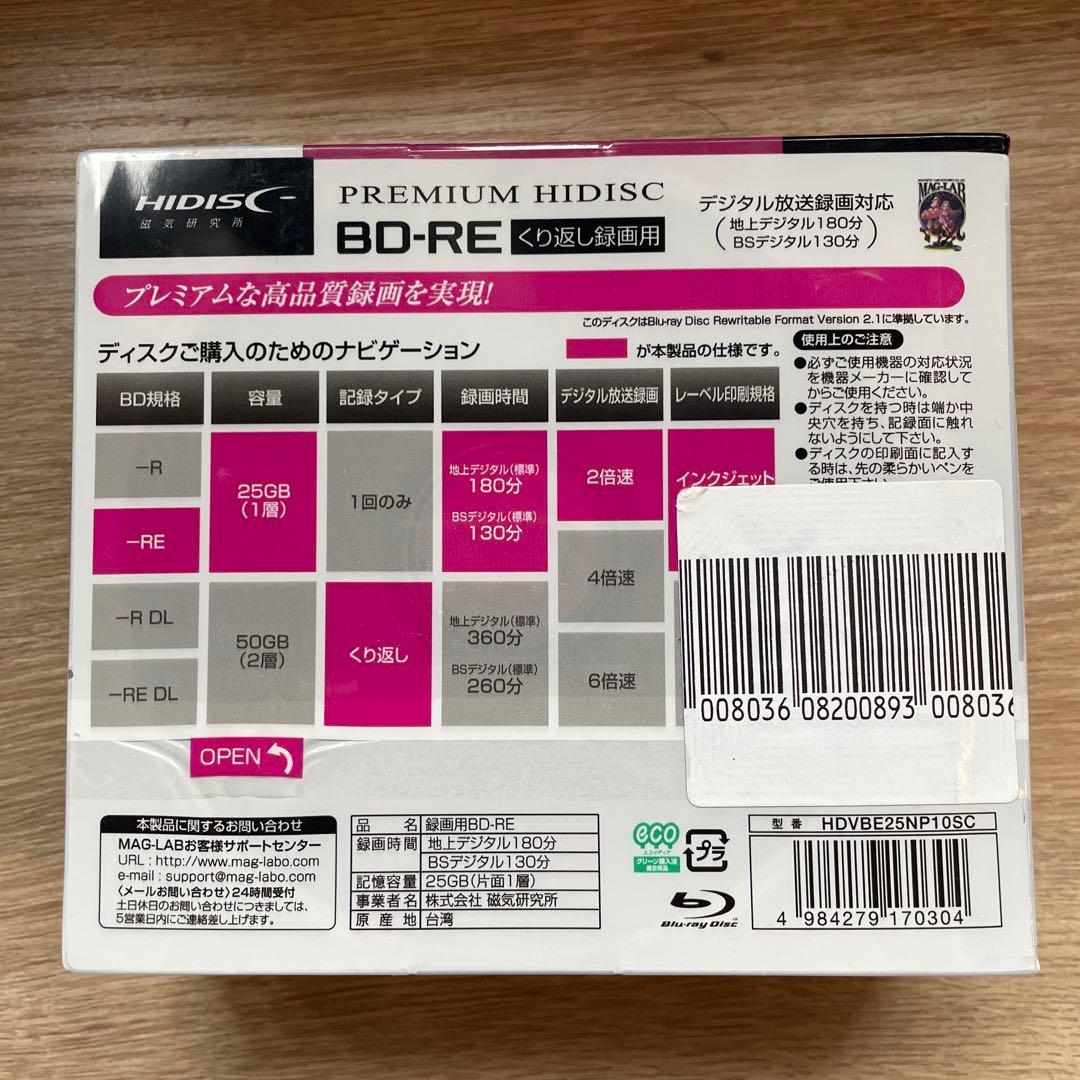 HIDISC
磁気研究所
PREMIUM HIDISC
BD-RE くり返し録画用
デジタル放送録画対応
(地上デジタル180分
BSデジタル130分)
MAG-LAB
プレミアムな高品質録画を実現!
このディスクはBlu-ray Disc Rewritable Format Version 2.1に準拠しています。
ディスクご購入のためのナビゲーション
が本製品の仕様です。
使用上のご注意
●必ずご使用機器の対応状況
を機器メーカーに確認して
からご使用ください。
●ディスクを持つ時は端か中
央穴を持ち、記録面に触れ
ないようにして下さい。
●ディスクの印刷面に記入す
る時は、先の柔らかいペンを
ご使用下さい。
BD規格 容量 記録タイプ 録画時間 デジタル放送録画 レーベル印刷規格
-R
-RE
-R DL
-RE DL
25GB
(1層)
50GB
(2層)
1回のみ
くり返し
地上デジタル(標準)
180分
BSデジタル(標準)
130分
地上デジタル(標準)
360分
BSデジタル(標準)
260分
2倍速
4倍速
6倍速
インクジェット
008036 08200893 008036
OPEN
本製品に関するお問い合わせ
MAG-LABお客様サポートセンター
URL : http://www.mag-labo.com
e-mail : support@mag-labo.com
〈メールお問い合わせ〉24時間受付
土日休日のお問い合わせにつきましては、
5営業日内にご連絡差し上げます。
品 名 録画用BD-RE
録画時間 地上デジタル180分
BSデジタル130分
記憶容量 25GB(片面1層)
事業者名 株式会社 磁気研究所
原産地 台湾
eco
エコメディア
グリーン購入法
適合商品
プラ
Blu-ray Disc
型番 HDVBE25NP10SC
4 984279 170304